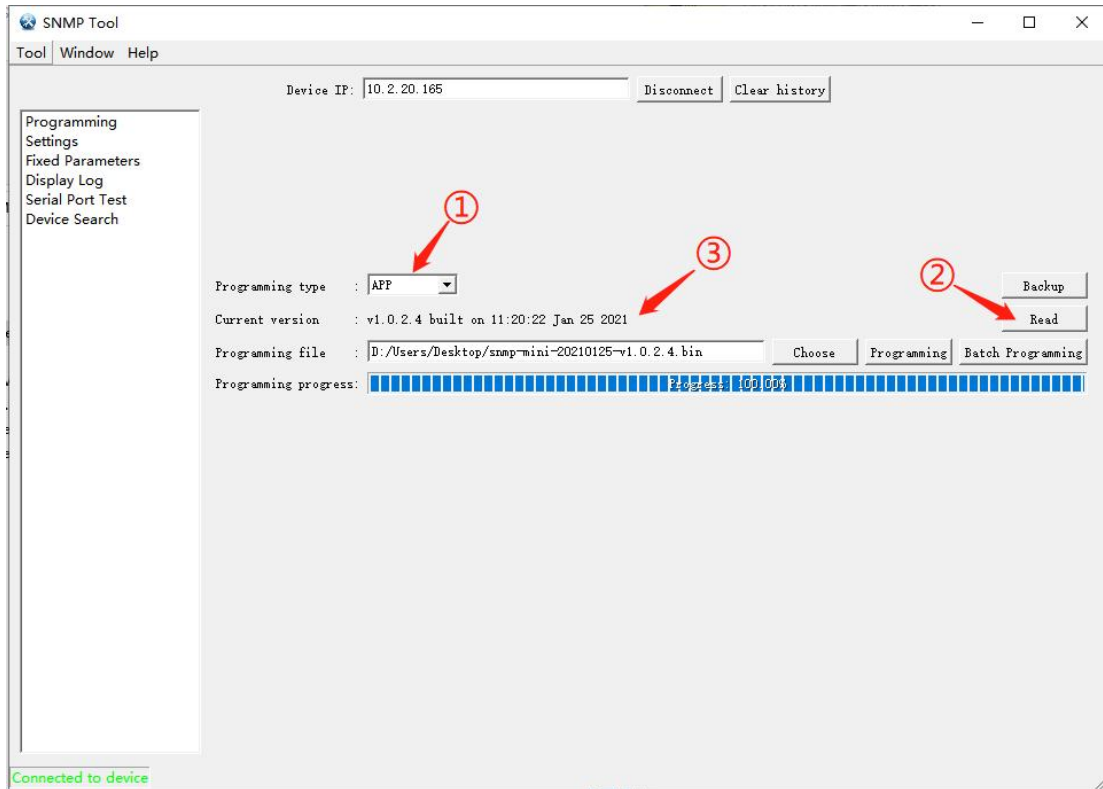 SNMP Tool
Tool Window Help
Device IP: 10.2.20.165 Disconnect Clear history
Programming
Settings
Fixed Parameters
Display Log
Serial Port Test
Device Search
①
③
②
Programming type : APP Backup
Current version : v1.0.2.4 built on 11:20:22 Jan 25 2021 Read
Programming file : D:/Users/Desktop/snmp-mini-20210125-v1.0.2.4.bin Choose Programming Batch Programming
Programming progress: Progress: 100.00%
Connected to device